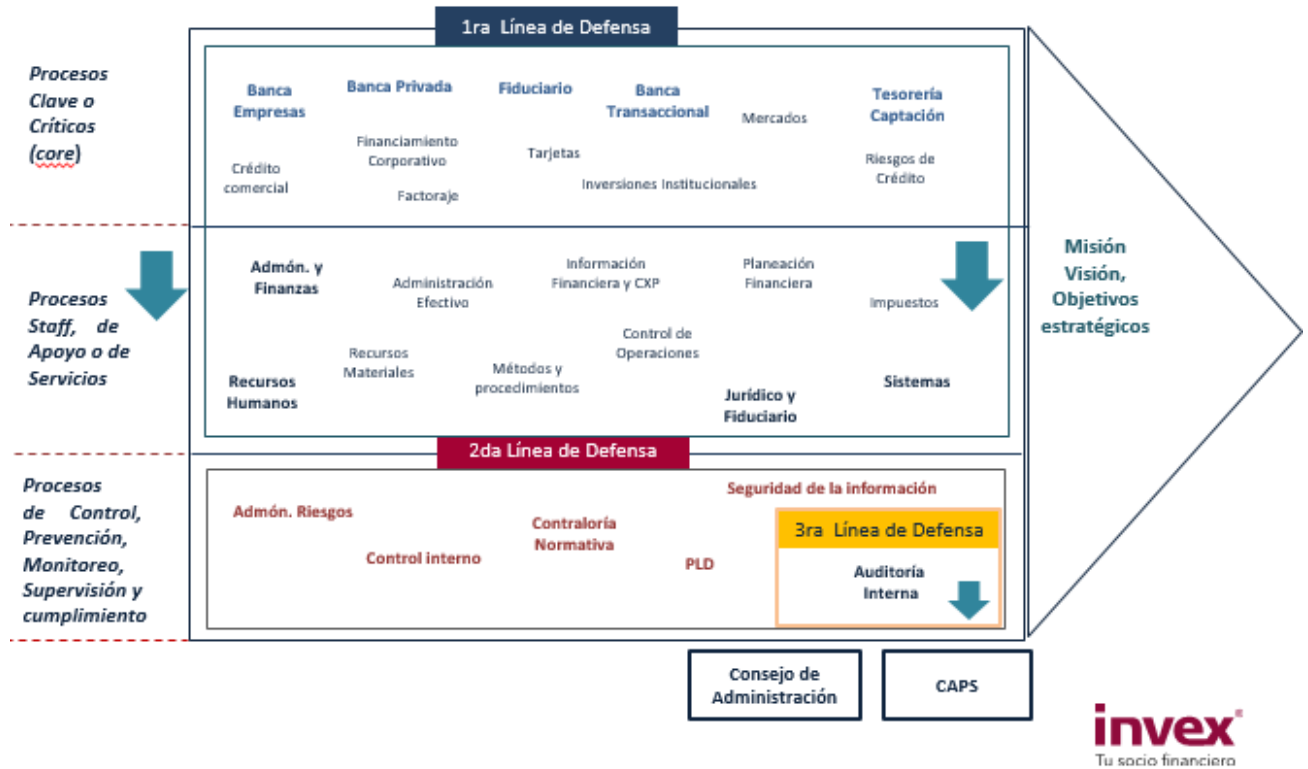 1ra Línea de Defensa
Procesos
Clave o
Críticos
(core)
Banca
Empresas
Banca Privada
Fiduciario
Banca
Transaccional
Mercados
Tesorería
Captación
Crédito
comercial
Financiamiento
Corporativo
Factoraje
Tarjetas
Inversiones Institucionales
Riesgos de
Crédito
Procesos
Staff, de
Apoyo o de
Servicios
Admón. y
Finanzas
Administración
Efectivo
Información
Financiera y CXP
Planeación
Financiera
Impuestos
Recursos
Humanos
Recursos
Materiales
Métodos y
procedimientos
Control de
Operaciones
Jurídico y
Fiduciario
Sistemas
Misión
Visión,
Objetivos
estratégicos
2da Línea de Defensa
Procesos
de Control,
Prevención,
Monitoreo,
Supervisión y
cumplimiento
Admón. Riesgos
Control interno
Contraloría
Normativa
PLD
Seguridad de la información
3ra Línea de Defensa
Auditoría
Interna
Consejo de
Administración
CAPS
invex
Tu socio financiero